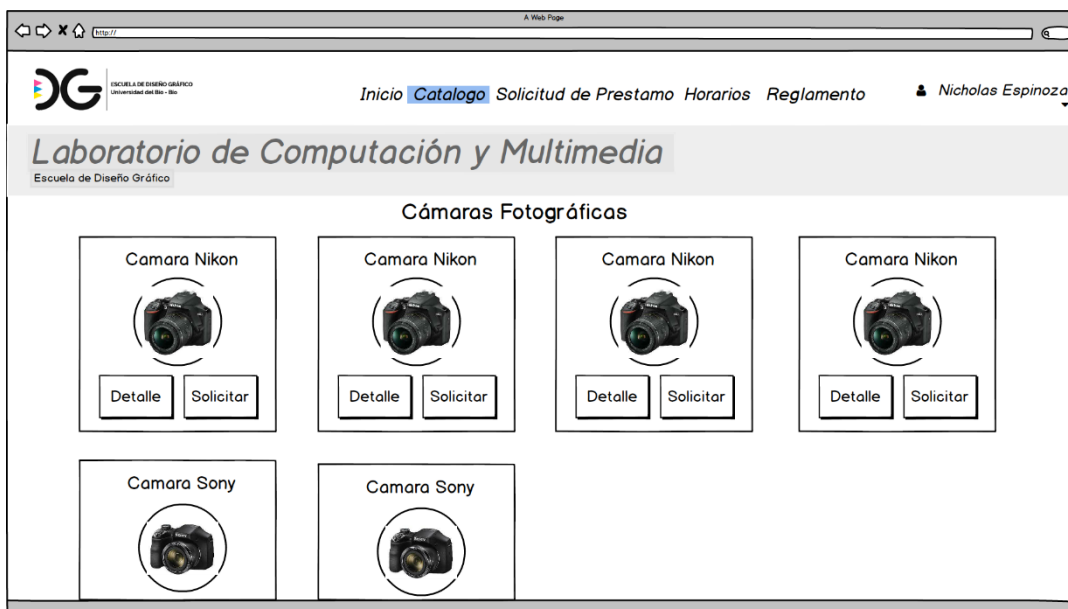 A Web Page
http://
DG
ESCUELA DE DISEÑO GRÁFICO
Universidad del Bío - Bío
Inicio Catalogo Solicitud de Prestamo Horarios Reglamento
Nicholas Espinoza
Laboratorio de Computación y Multimedia
Escuela de Diseño Gráfico
Cámaras Fotográficas
Camara Nikon Camara Nikon Camara Nikon Camara Nikon
Detalle Solicitar Detalle Solicitar Detalle Solicitar Detalle Solicitar
Camara Sony Camara Sony